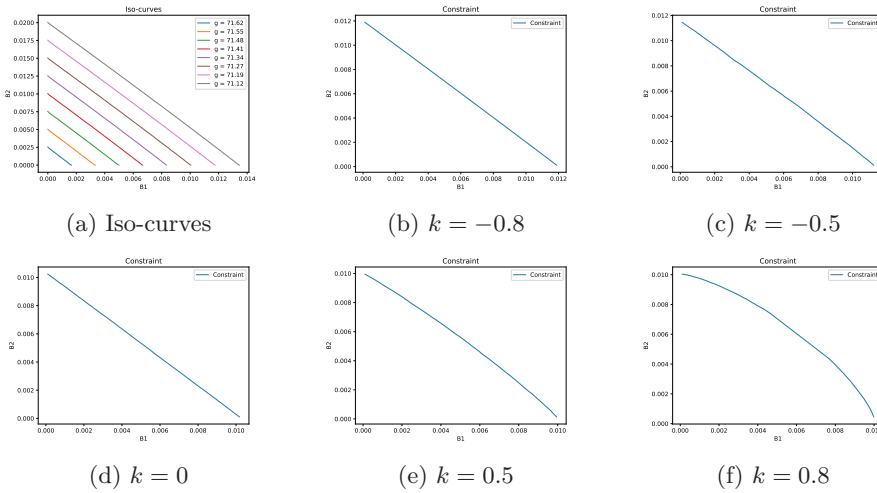 Iso-curves
g = 71.62
g = 71.55
g = 71.48
g = 71.41
g = 71.34
g = 71.27
g = 71.19
g = 71.12
0.0200
0.0175
0.0150
0.0125
0.0100
0.0075
0.0050
0.0025
0.0000
B2
0.000 0.002 0.004 0.006 0.008 0.010 0.012 0.014
B1
(a) Iso-curves
Constraint
Constraint
0.012
0.010
0.008
0.006
0.004
0.002
0.000
B2
0.000 0.002 0.004 0.006 0.008 0.010 0.012
B1
(b) k = −0.8
Constraint
Constraint
0.012
0.010
0.008
0.006
0.004
0.002
0.000
B2
0.000 0.002 0.004 0.006 0.008 0.010
B1
(c) k = −0.5
Constraint
Constraint
0.010
0.008
0.006
0.004
0.002
0.000
B2
0.000 0.002 0.004 0.006 0.008 0.010
B1
(d) k = 0
Constraint
Constraint
0.010
0.008
0.006
0.004
0.002
0.000
B2
0.000 0.002 0.004 0.006 0.008 0.010
B1
(e) k = 0.5
Constraint
Constraint
0.010
0.008
0.006
0.004
0.002
0.000
B2
0.000 0.002 0.004 0.006 0.008
B1
(f) k = 0.8